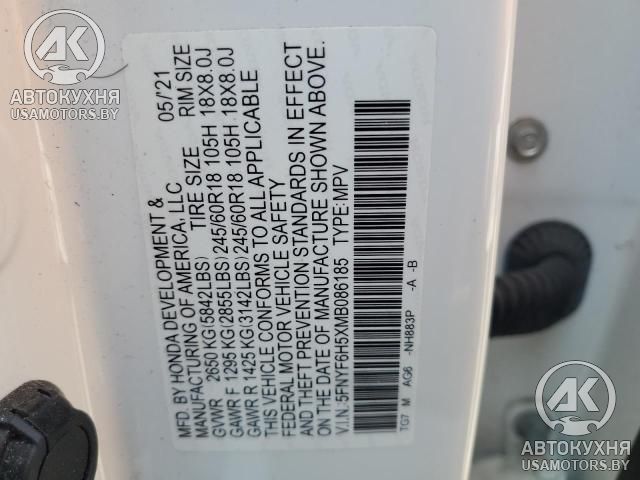 MFD. BY HONDA DEVELOPMENT & 05/'21
MANUFACTURING OF AMERICA, LLC
TIRE SIZE RIM SIZE
GVWR 2650 KG(5842LBS)
GAWR F 1295 KG(2855LBS) 245/60R18 105H 18X8.0J
GAWR R 1425 KG(3142LBS) 245/60R18 105H 18X8.0J
THIS VEHICLE CONFORMS TO ALL APPLICABLE
FEDERAL MOTOR VEHICLE SAFETY
AND THEFT PREVENTION STANDARDS IN EFFECT
ON THE DATE OF MANUFACTURE SHOWN ABOVE.
V.I.N.:5FNYF6H5XMB086185 TYPE:MPV
TG7 M AG6 -NH883P -A -B
AK
АВТОКУХНЯ
USAMOTORS.BY
AK
АВТОКУХНЯ
USAMOTORS.BY